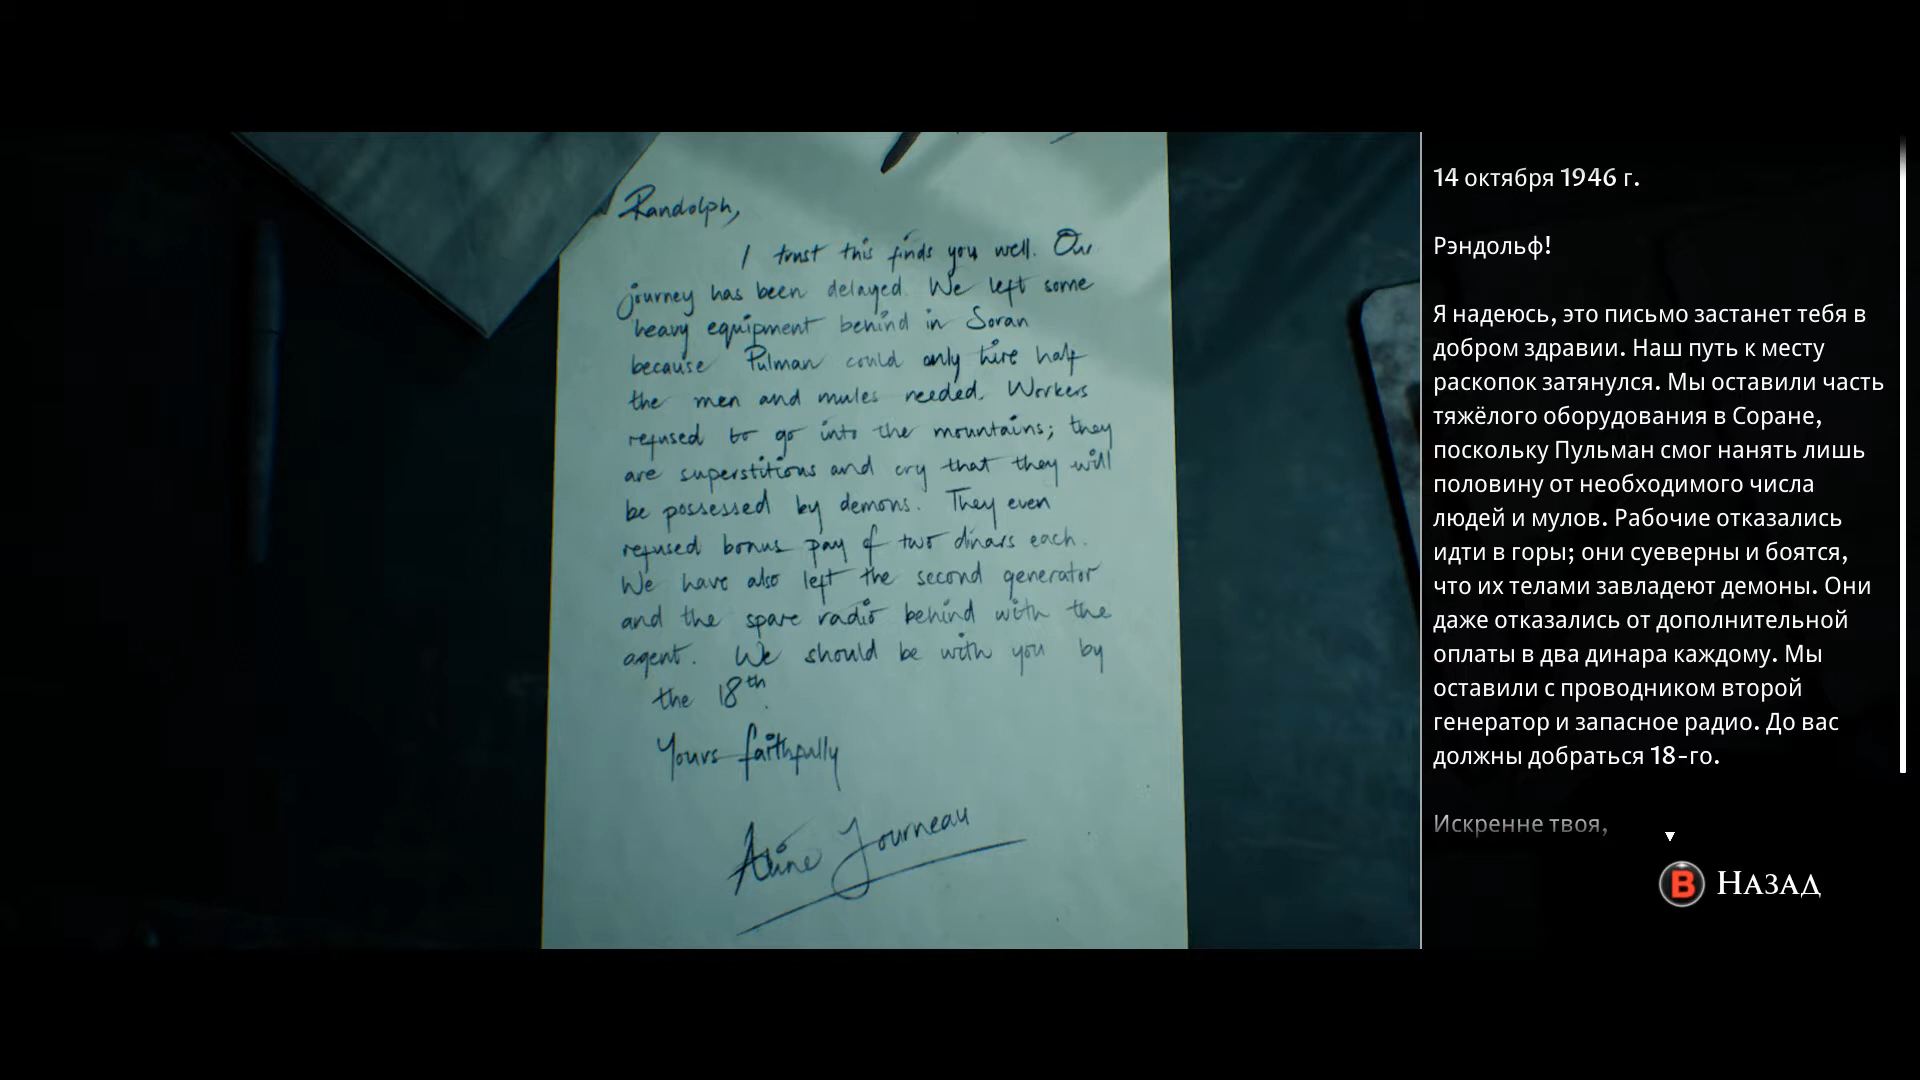 Randolph,
I trust this finds you well. Our
journey has been delayed. We left some
heavy equipment behind in Soran
because Pulman could only hire half
the men and mules needed. Workers
refused to go into the mountains; they
are superstitious and cry that they will
be possessed by demons. They even
refused bonus pay of two dinars each.
We have also left the second generator
and the spare radio behind with the
agent. We should be with you by
the 18th.
Yours faithfully
Aline Journeau
14 октября 1946 г.
Рэндольф!
Я надеюсь, это письмо застанет тебя в
добром здравии. Наш путь к месту
раскопок затянулся. Мы оставили часть
тяжёлого оборудования в Соране,
поскольку Пульман смог нанять лишь
половину от необходимого числа
людей и мулов. Рабочие отказались
идти в горы; они суеверны и боятся,
что их телами завладеют демоны. Они
даже отказались от дополнительной
оплаты в два динара каждому. Мы
оставили с проводником второй
генератор и запасное радио. До вас
должны добраться 18-го.
Искренне твоя,
B НАЗАД